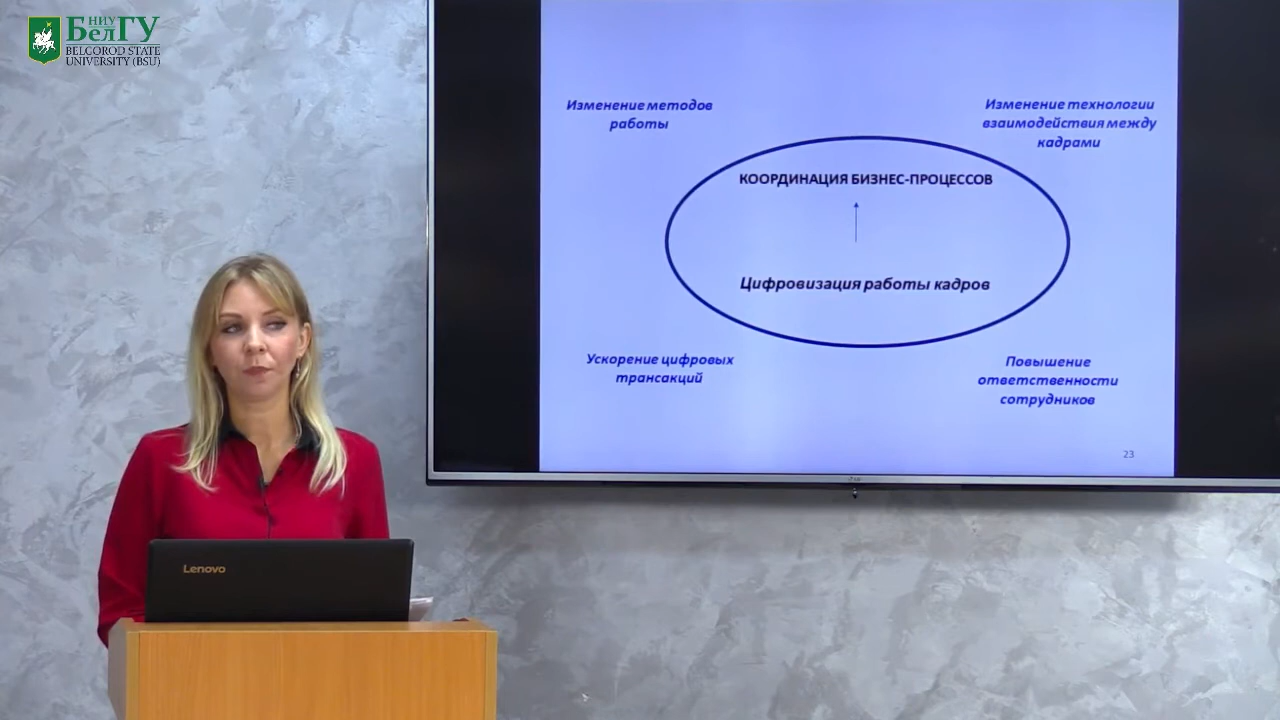 НИУ
БелГУ
BELGOROD STATE
UNIVERSITY (BSU)
Изменение методов
работы
Изменение технологии
взаимодействия между
кадрами
КООРДИНАЦИЯ БИЗНЕС-ПРОЦЕССОВ
Цифровизация работы кадров
Ускорение цифровых
трансакций
Повышение
ответственности
сотрудников
23
Lenovo